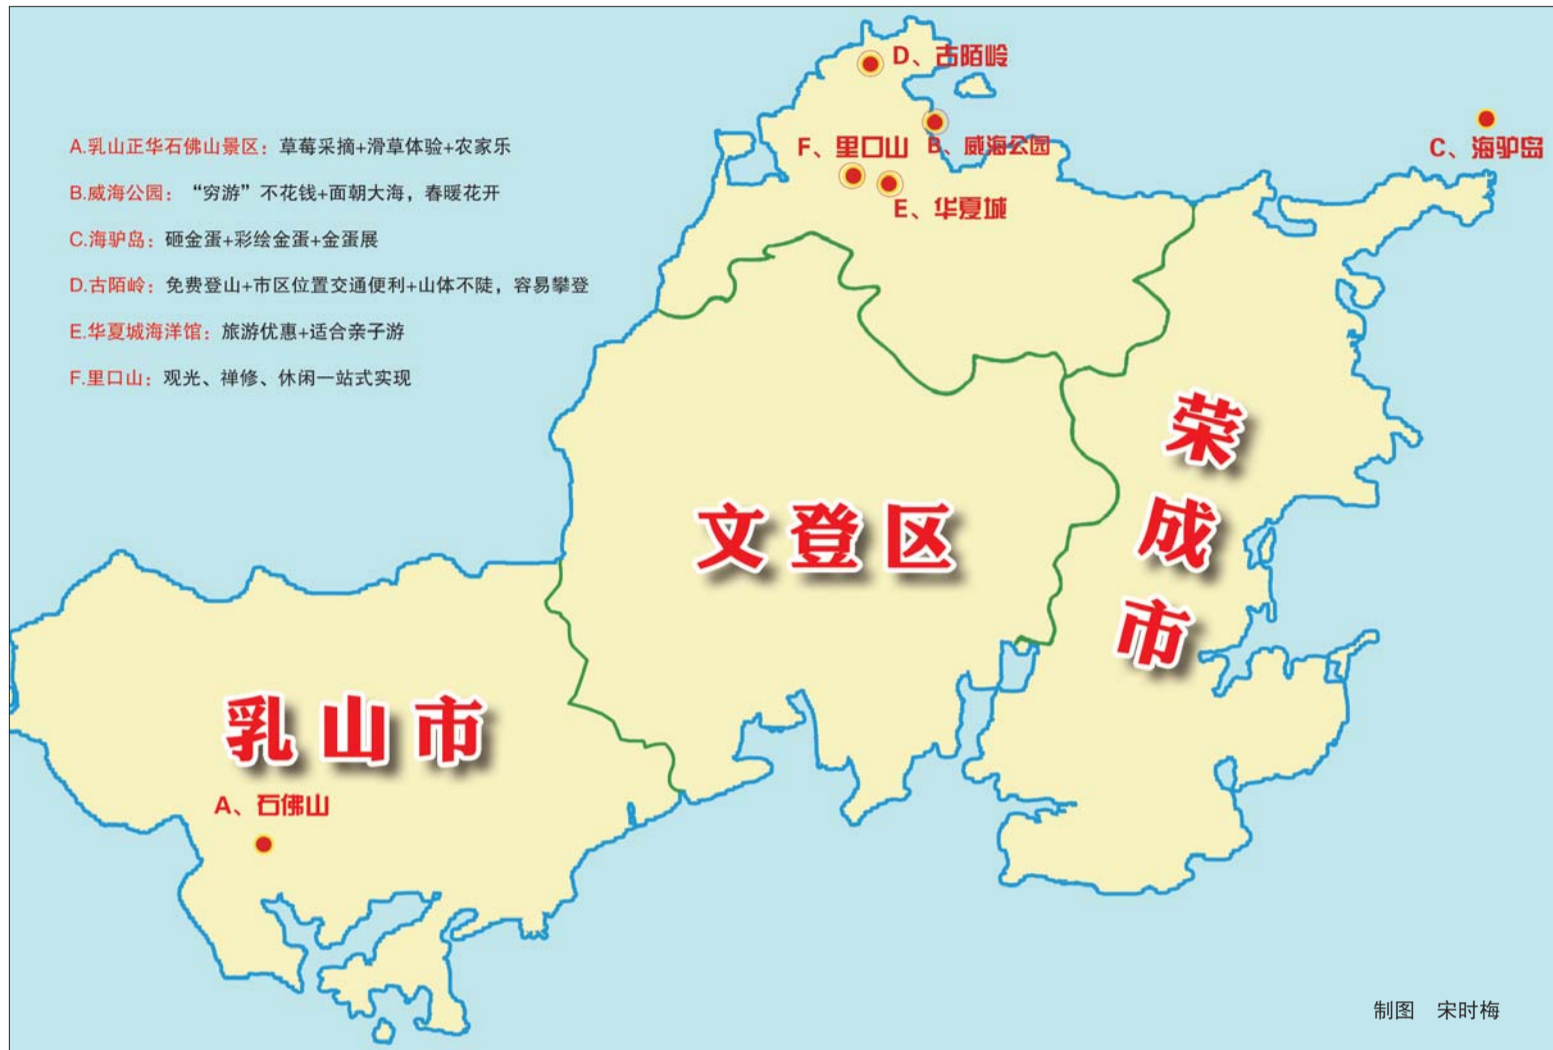 D、古陌岭
F、里口山
B、威海公园
C、海驴岛
E、华夏城
A.乳山正华石佛山景区：草莓采摘+滑草体验+农家乐
B.威海公园：“穷游”不花钱+面朝大海，春暖花开
C.海驴岛：砸金蛋+彩绘金蛋+金蛋展
D.古陌岭：免费登山+市区位置交通便利+山体不陡，容易攀登
E.华夏城海洋馆：旅游优惠+适合亲子游
F.里口山：观光、禅修、休闲一站式实现
荣成市
文登区
乳山市
A、石佛山
制图 宋时梅